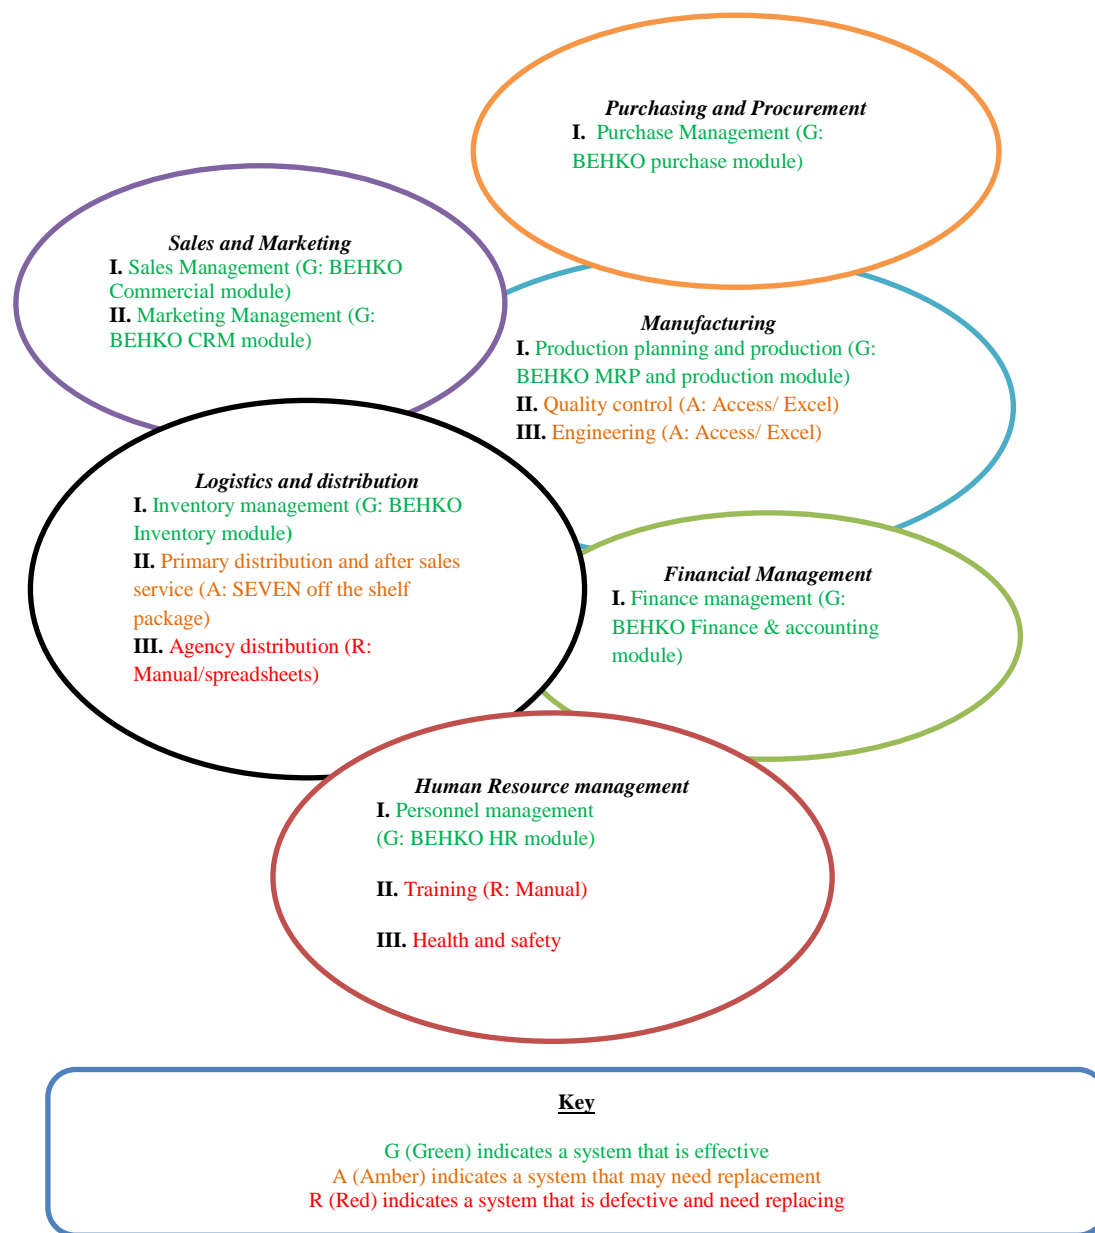 Purchasing and Procurement
I. Purchase Management (G:
BEHKO purchase module)
Sales and Marketing
I. Sales Management (G: BEHKO
Commercial module)
II. Marketing Management (G:
BEHKO CRM module)
Manufacturing
I. Production planning and production (G:
BEHKO MRP and production module)
II. Quality control (A: Access/ Excel)
III. Engineering (A: Access/ Excel)
Logistics and distribution
I. Inventory management (G: BEHKO
Inventory module)
II. Primary distribution and after sales
service (A: SEVEN off the shelf
package)
III. Agency distribution (R:
Manual/spreadsheets)
Financial Management
I. Finance management (G:
BEHKO Finance & accounting
module)
Human Resource management
I. Personnel management
(G: BEHKO HR module)
II. Training (R: Manual)
III. Health and safety
Key
G (Green) indicates a system that is effective
A (Amber) indicates a system that may need replacement
R (Red) indicates a system that is defective and need replacing